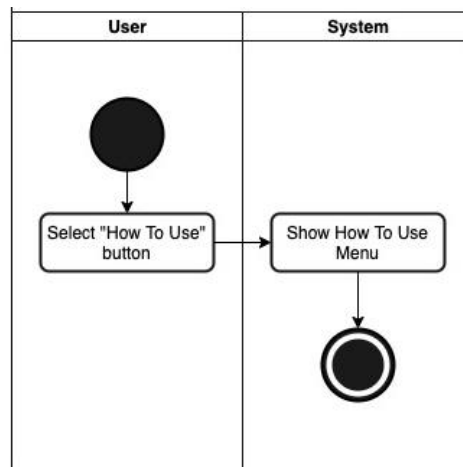 User
System
Select "How To Use"
button
Show How To Use
Menu